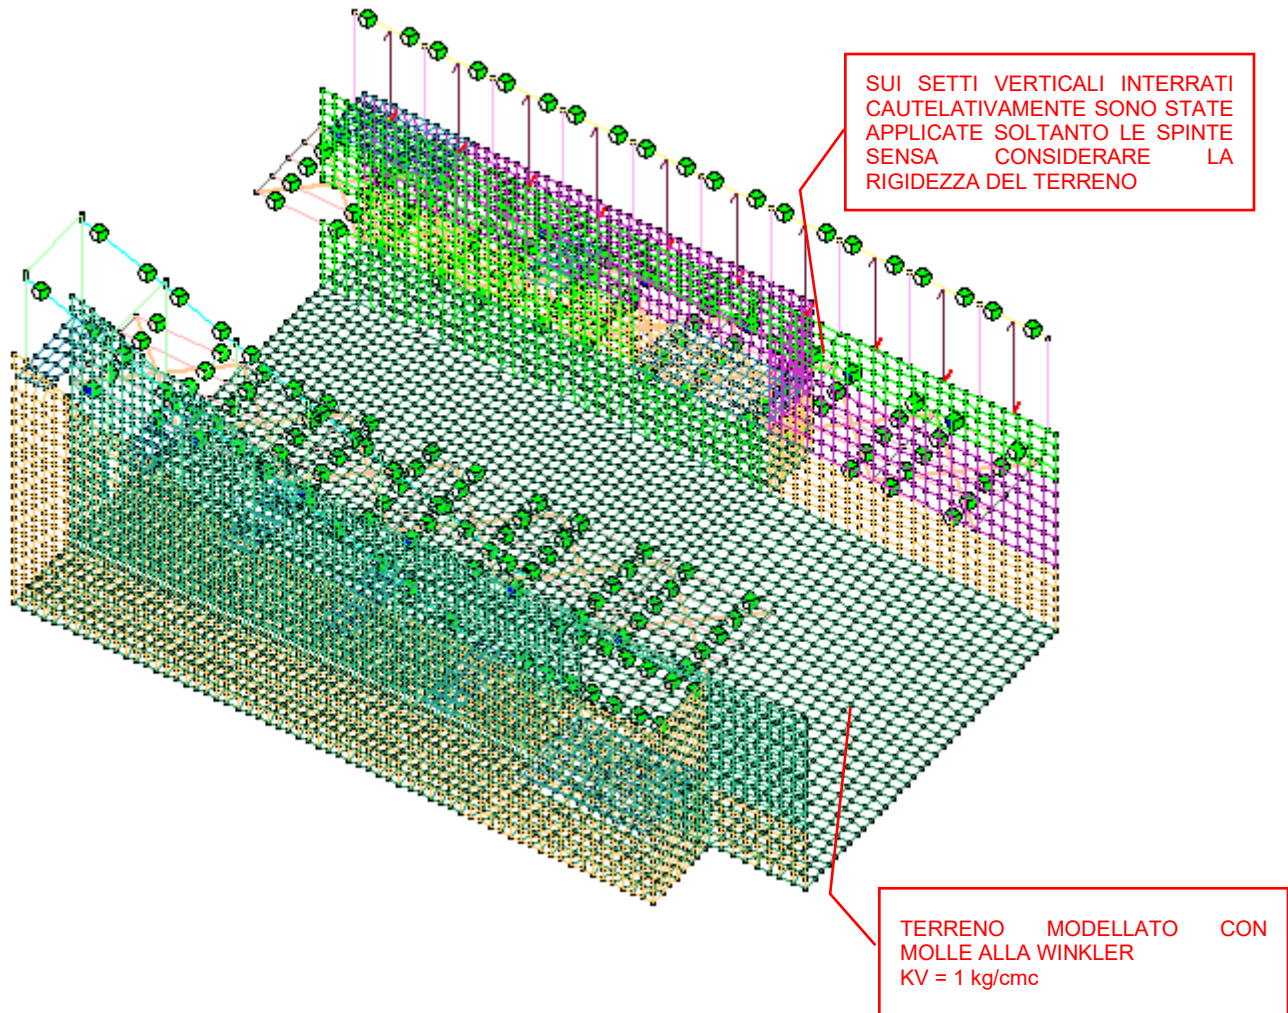 SUI SETTI VERTICALI INTERRATI
CAUTELATIVAMENTE SONO STATE
APPLICATE SOLTANTO LE SPINTE
SENSA CONSIDERARE LA
RIGIDEZZA DEL TERRENO
TERRENO MODELLATO CON
MOLLE ALLA WINKLER
KV = 1 kg/cmc